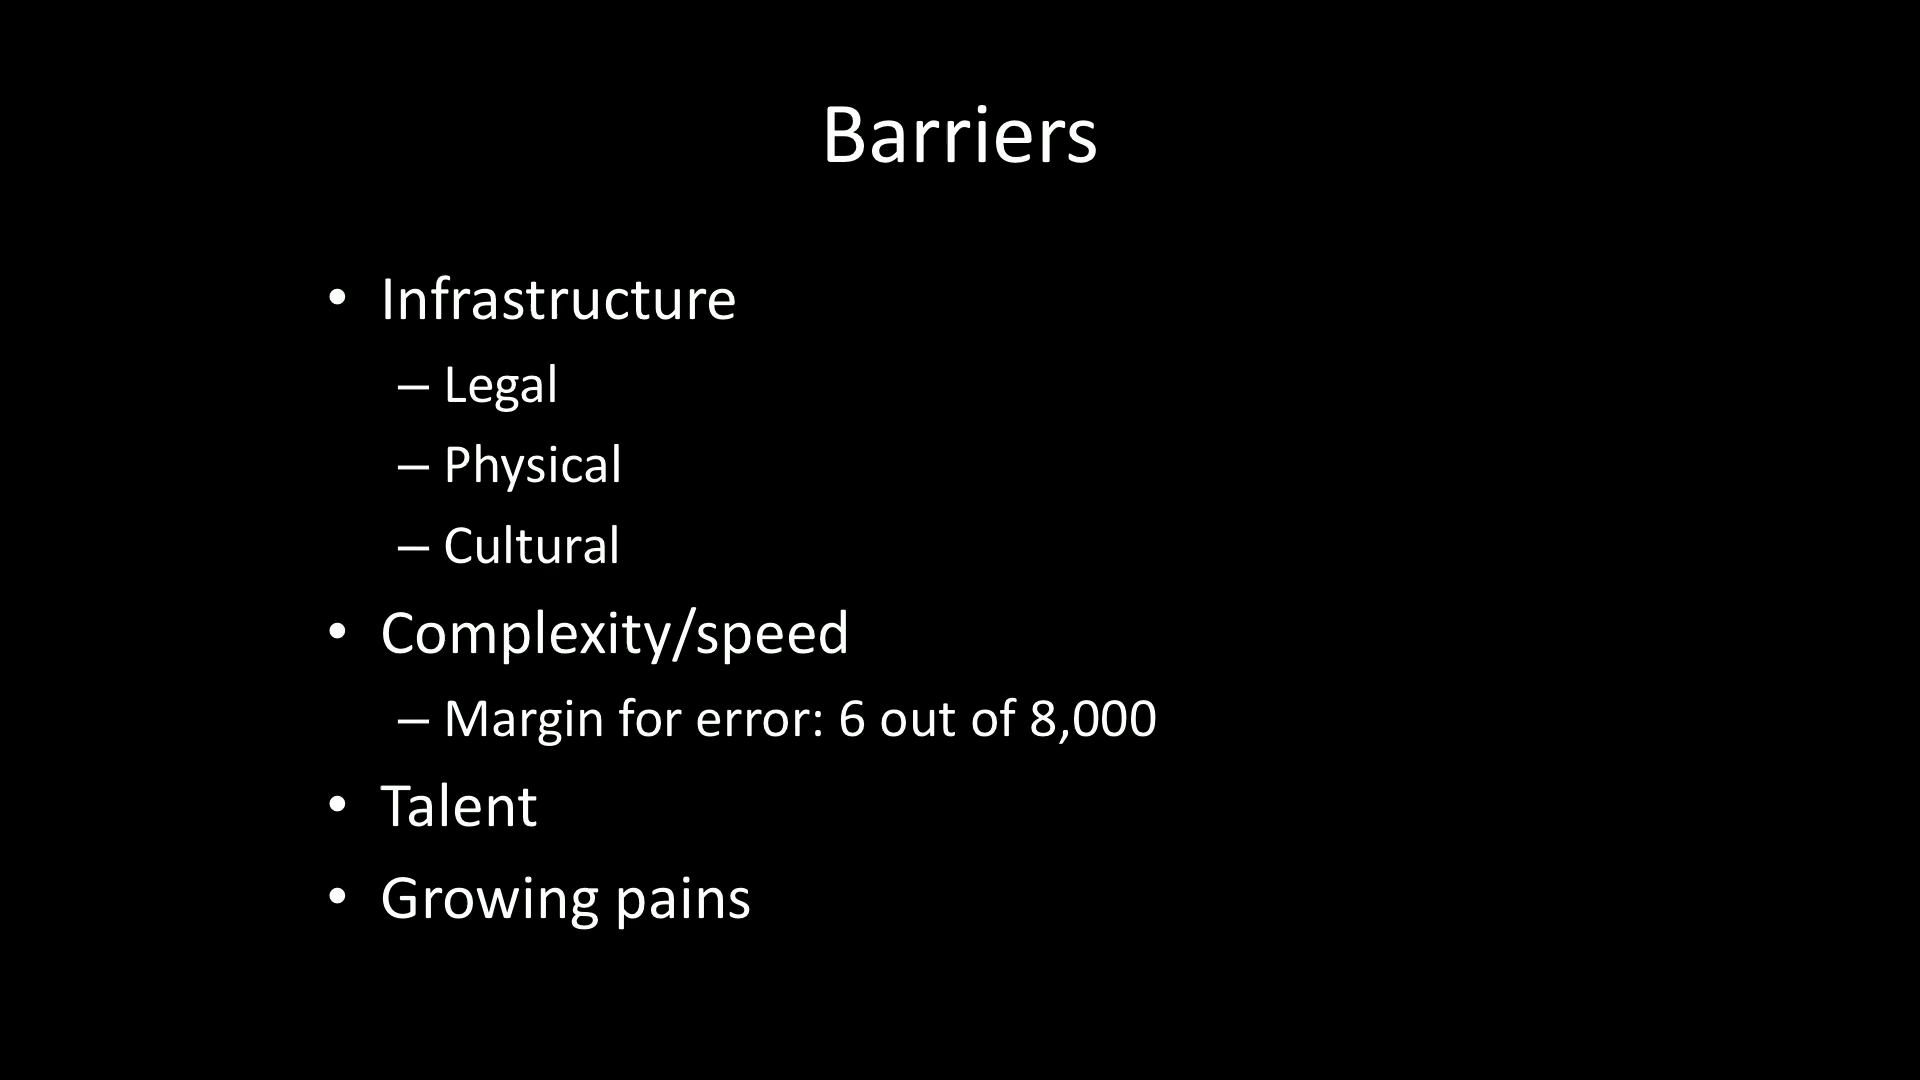 Barriers
• Infrastructure
– Legal
– Physical
– Cultural
• Complexity/speed
– Margin for error: 6 out of 8,000
• Talent
• Growing pains